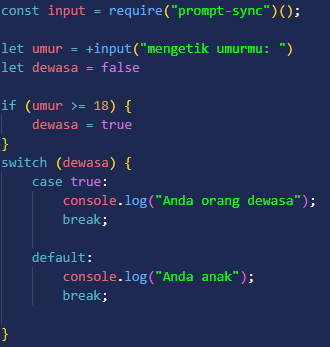 const input = require("prompt-sync")();
let umur = +input("mengetik umurmu: ")
let dewasa = false
if (umur >= 18) {
dewasa = true
}
switch (dewasa) {
case true:
console.log("Anda orang dewasa");
break;
default:
console.log("Anda anak");
break;
}